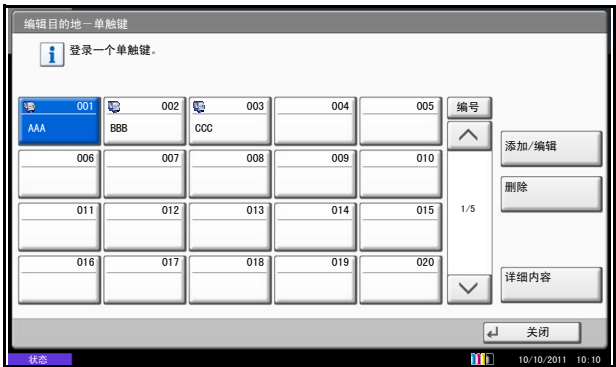 编辑目的地－单触键
登录一个单触键。
001 002 003 004 005 编号
AAA BBB CCC
添加/编辑
006 007 008 009 010
删除
011 012 013 014 015 1/5
016 017 018 019 020
详细内容
关闭
状态 10/10/2011 10:10